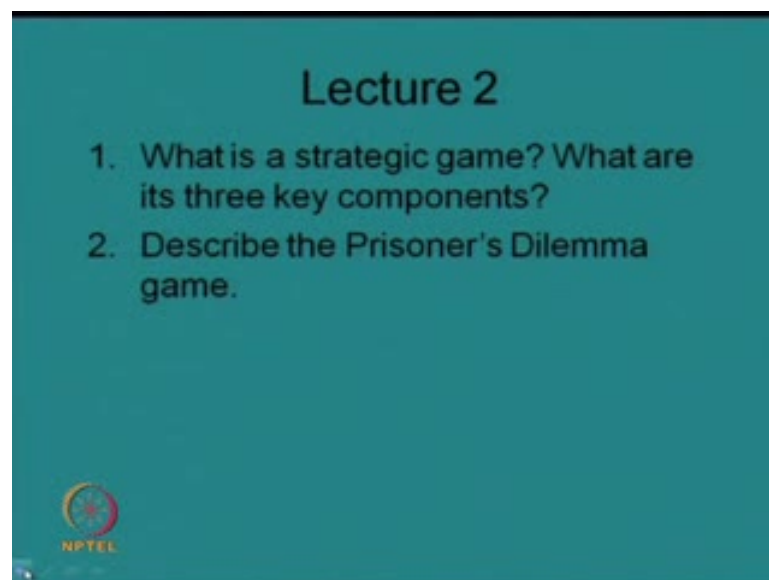 Lecture 2
1. What is a strategic game? What are
its three key components?
2. Describe the Prisoner's Dilemma
game.
NPTEL